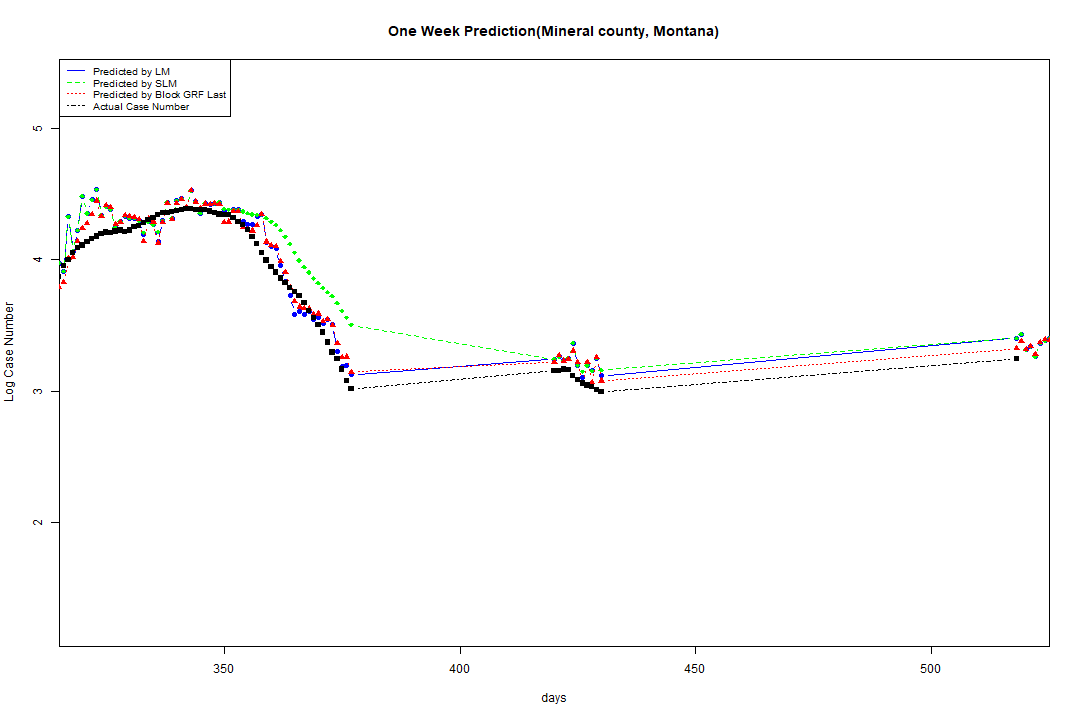 One Week Prediction(Mineral county, Montana)
Predicted by LM
Predicted by SLM
Predicted by Block GRF Last
Actual Case Number
5
4
3
2
Log Case Number
350 400 450 500
days